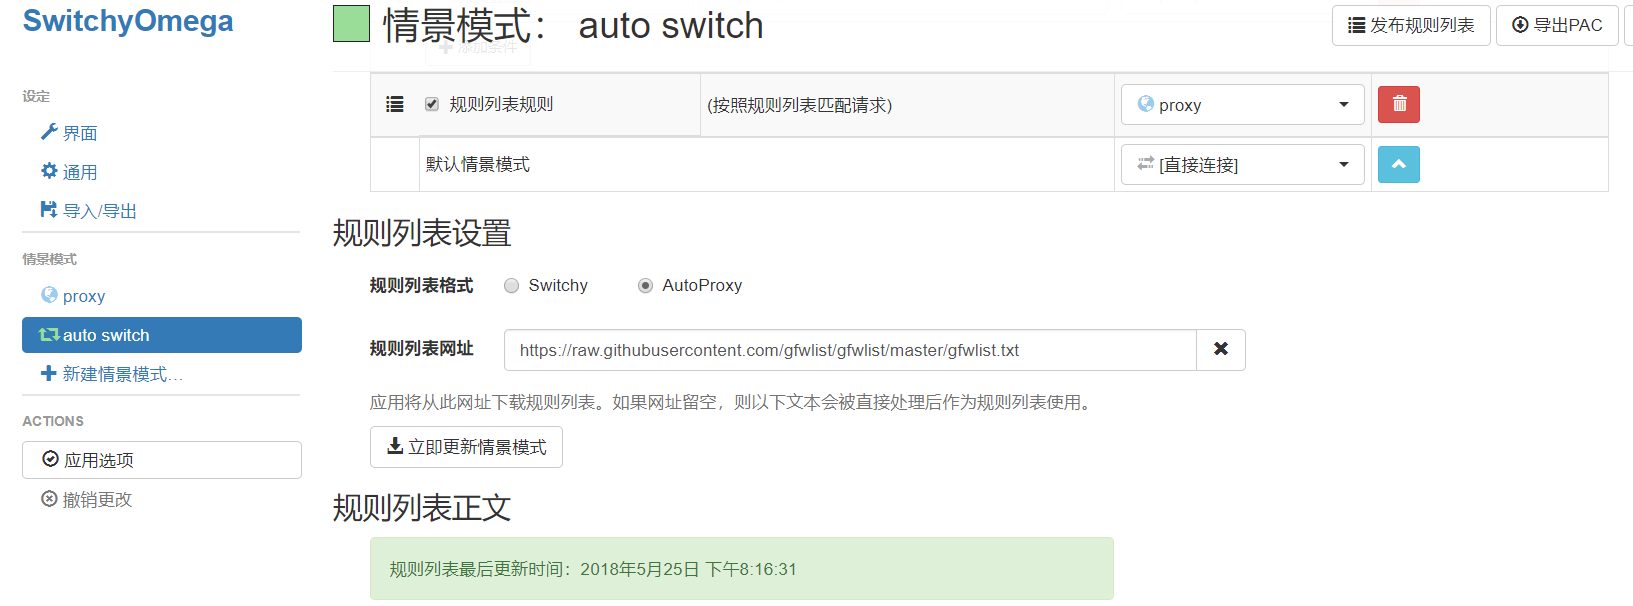 SwitchyOmega
设定
界面
通用
导入/导出
情景模式
proxy
auto switch
新建情景模式...
ACTIONS
应用选项
撤销更改
情景模式： auto switch
发布规则列表
导出PAC
添加条件
规则列表规则
(按照规则列表匹配请求)
proxy
默认情景模式
[直接连接]
规则列表设置
规则列表格式
Switchy
AutoProxy
规则列表网址
https://raw.githubusercontent.com/gfwlist/gfwlist/master/gfwlist.txt
应用将从此网址下载规则列表。如果网址留空，则以下文本会被直接处理后作为规则列表使用。
立即更新情景模式
规则列表正文
规则列表最后更新时间：2018年5月25日 下午8:16:31